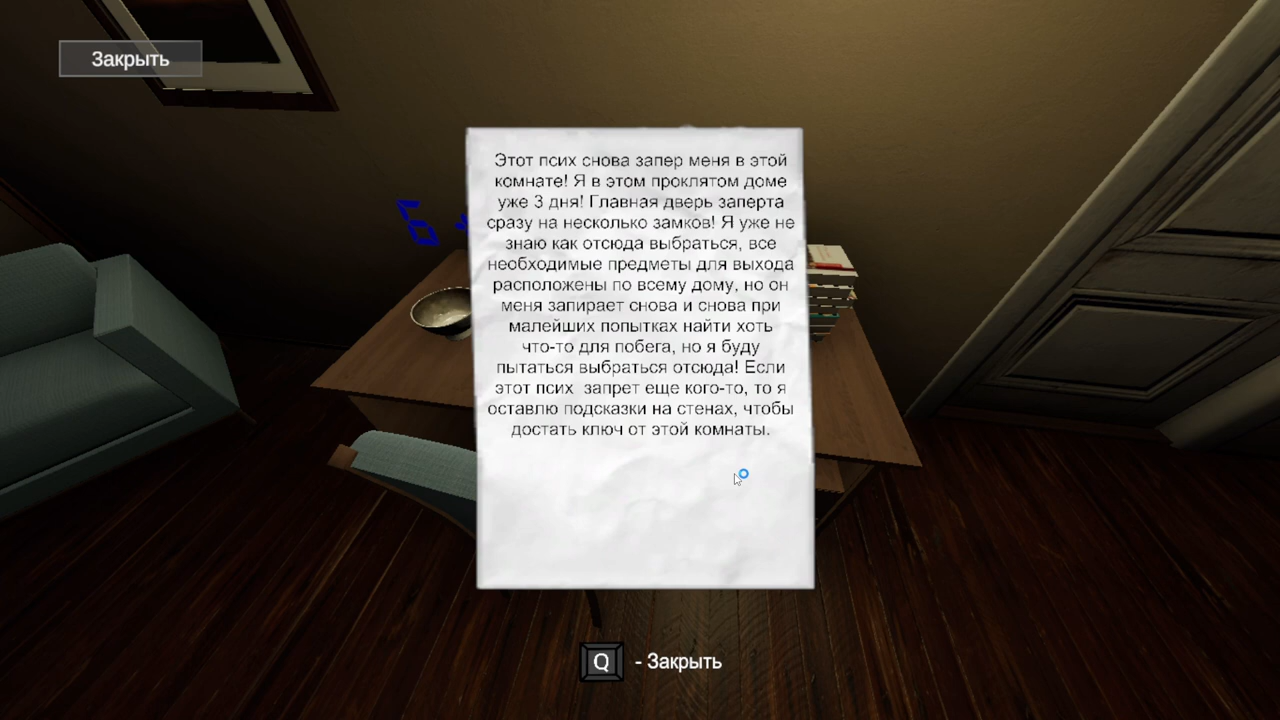 Закрыть
Этот псих снова запер меня в этой
комнате! Я в этом проклятом доме
уже 3 дня! Главная дверь заперта
сразу на несколько замков! Я уже не
знаю как отсюда выбраться, все
необходимые предметы для выхода
расположены по всему дому, но он
меня запирает снова и снова при
малейших попытках найти хоть
что-то для побега, но я буду
пытаться выбраться отсюда! Если
этот псих  запрет еще кого-то, то я
оставлю подсказки на стенах, чтобы
достать ключ от этой комнаты.
Q - Закрыть